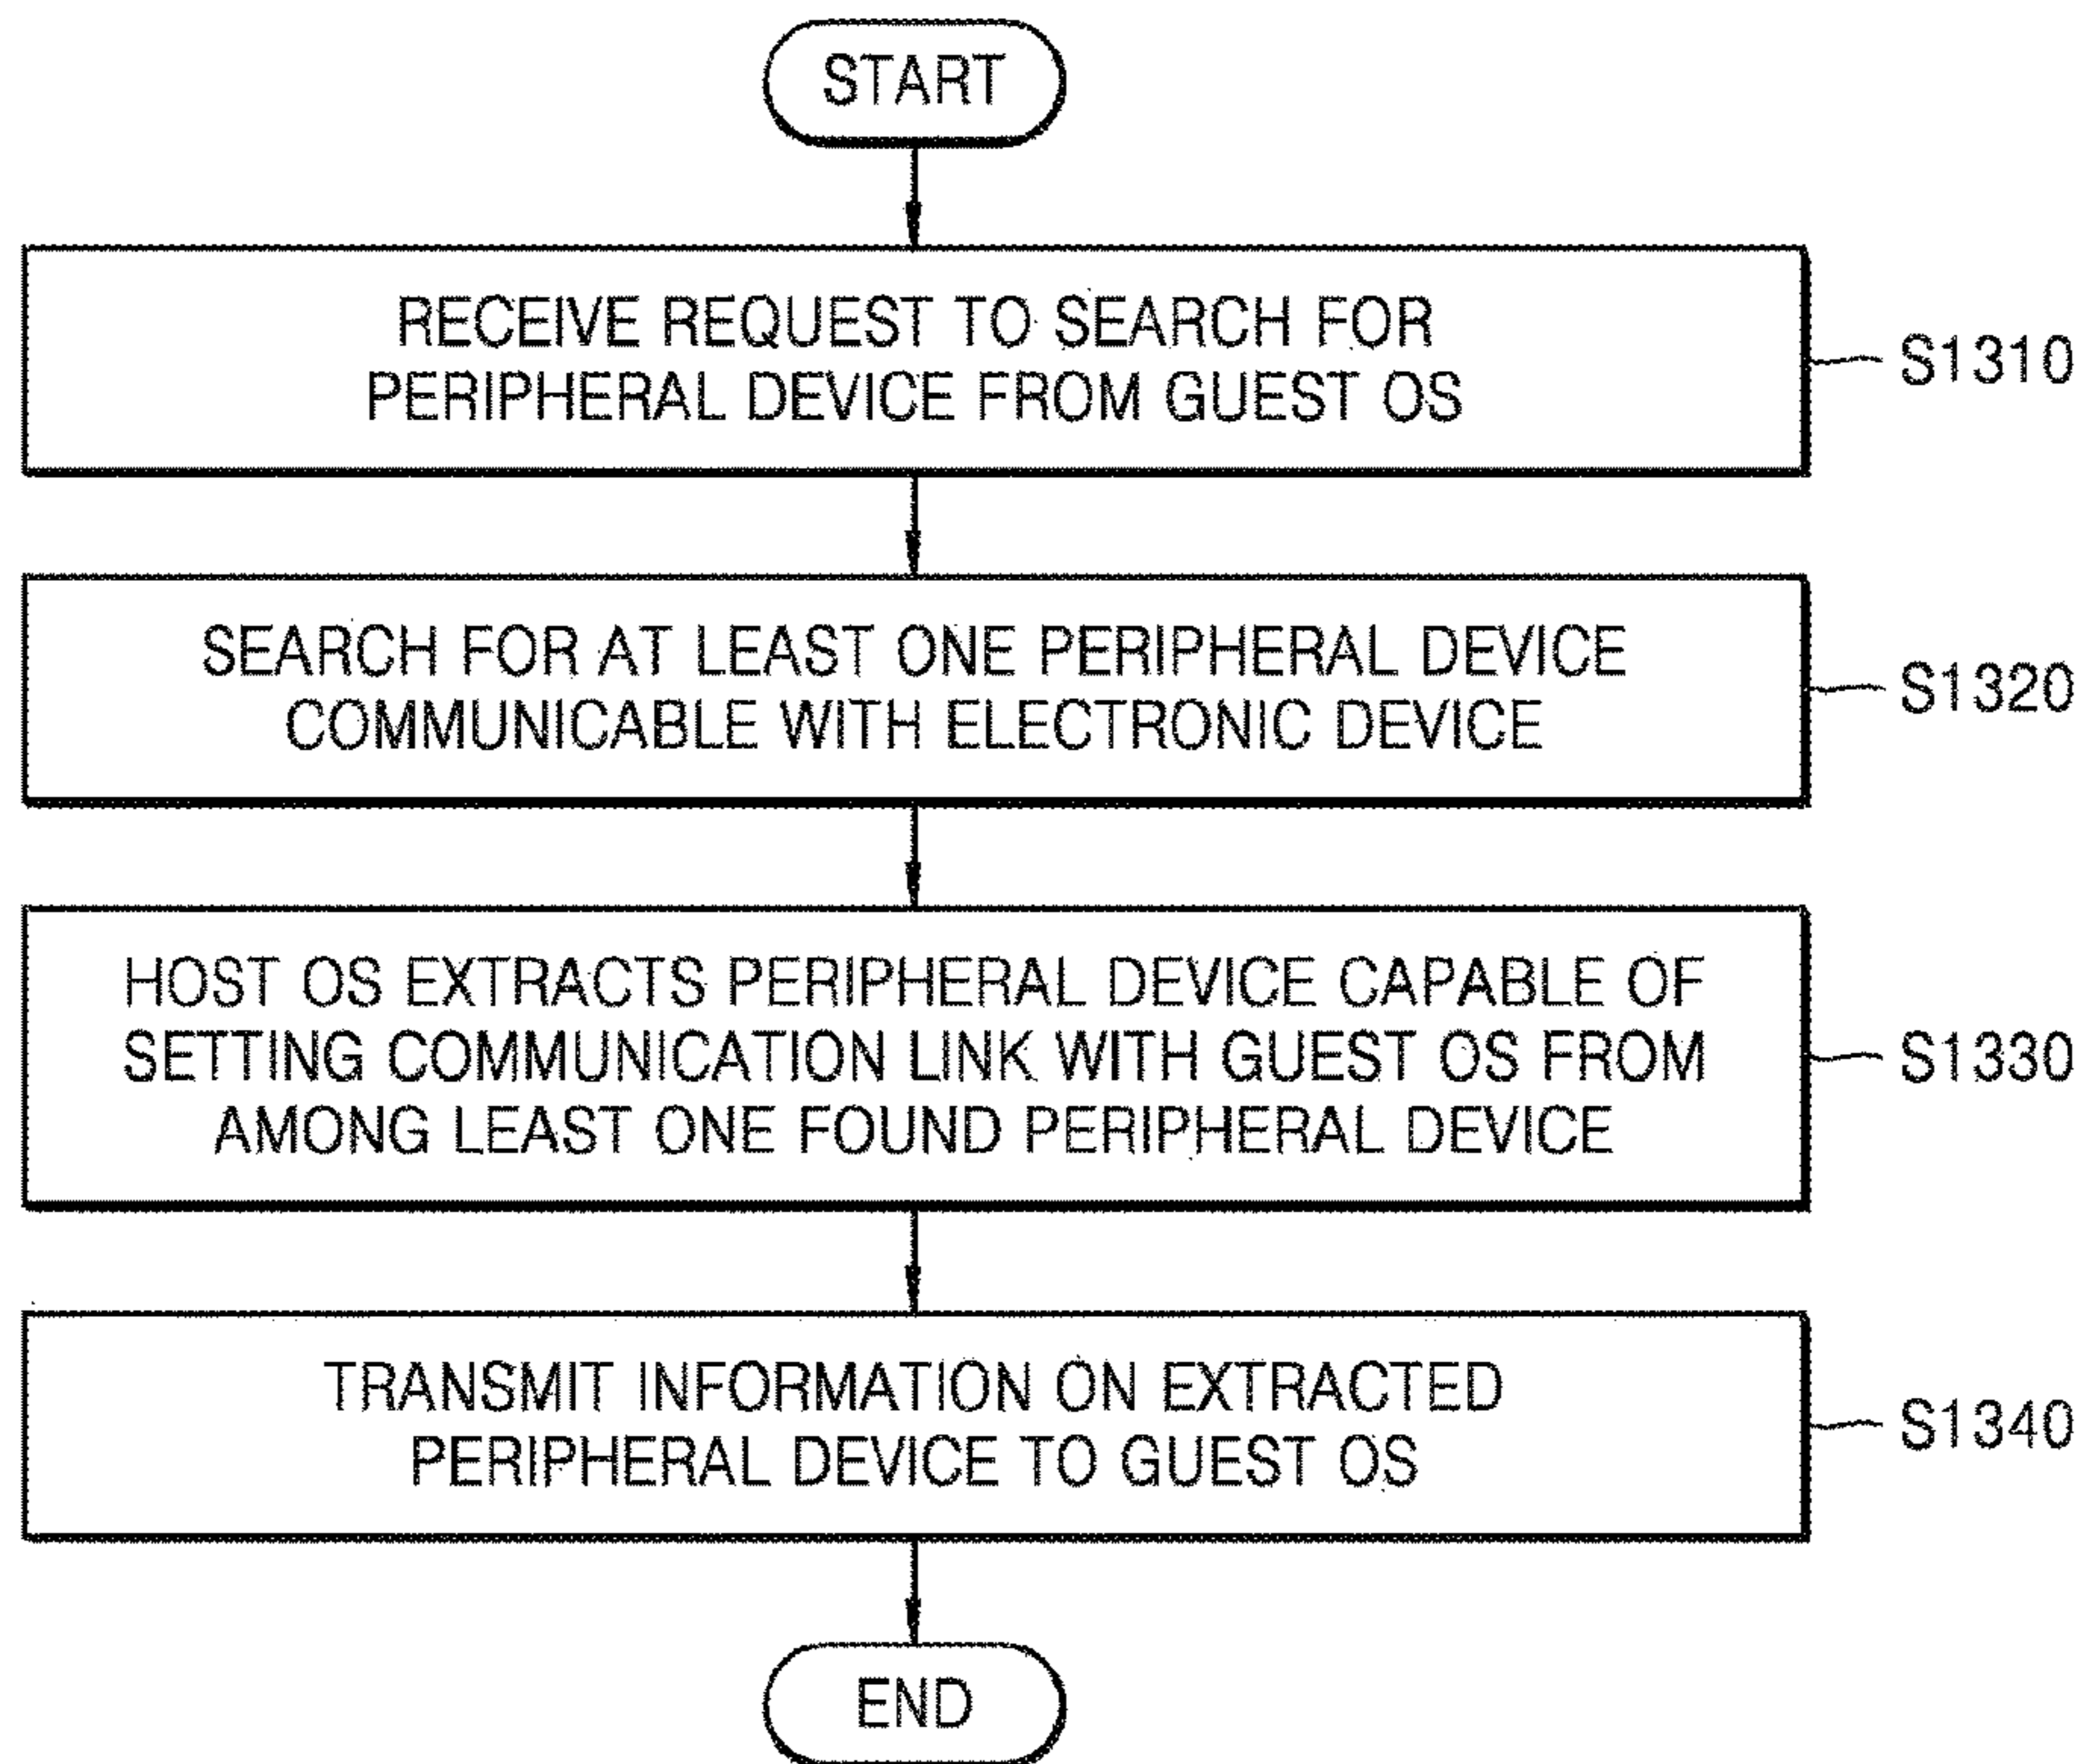 START
RECEIVE REQUEST TO SEARCH FOR
PERIPHERAL DEVICE FROM GUEST OS
S1310
SEARCH FOR AT LEAST ONE PERIPHERAL DEVICE
COMMUNICABLE WITH ELECTRONIC DEVICE
S1320
HOST OS EXTRACTS PERIPHERAL DEVICE CAPABLE OF
SETTING COMMUNICATION LINK WITH GUEST OS FROM
AMONG LEAST ONE FOUND PERIPHERAL DEVICE
S1330
TRANSMIT INFORMATION ON EXTRACTED
PERIPHERAL DEVICE TO GUEST OS
S1340
END